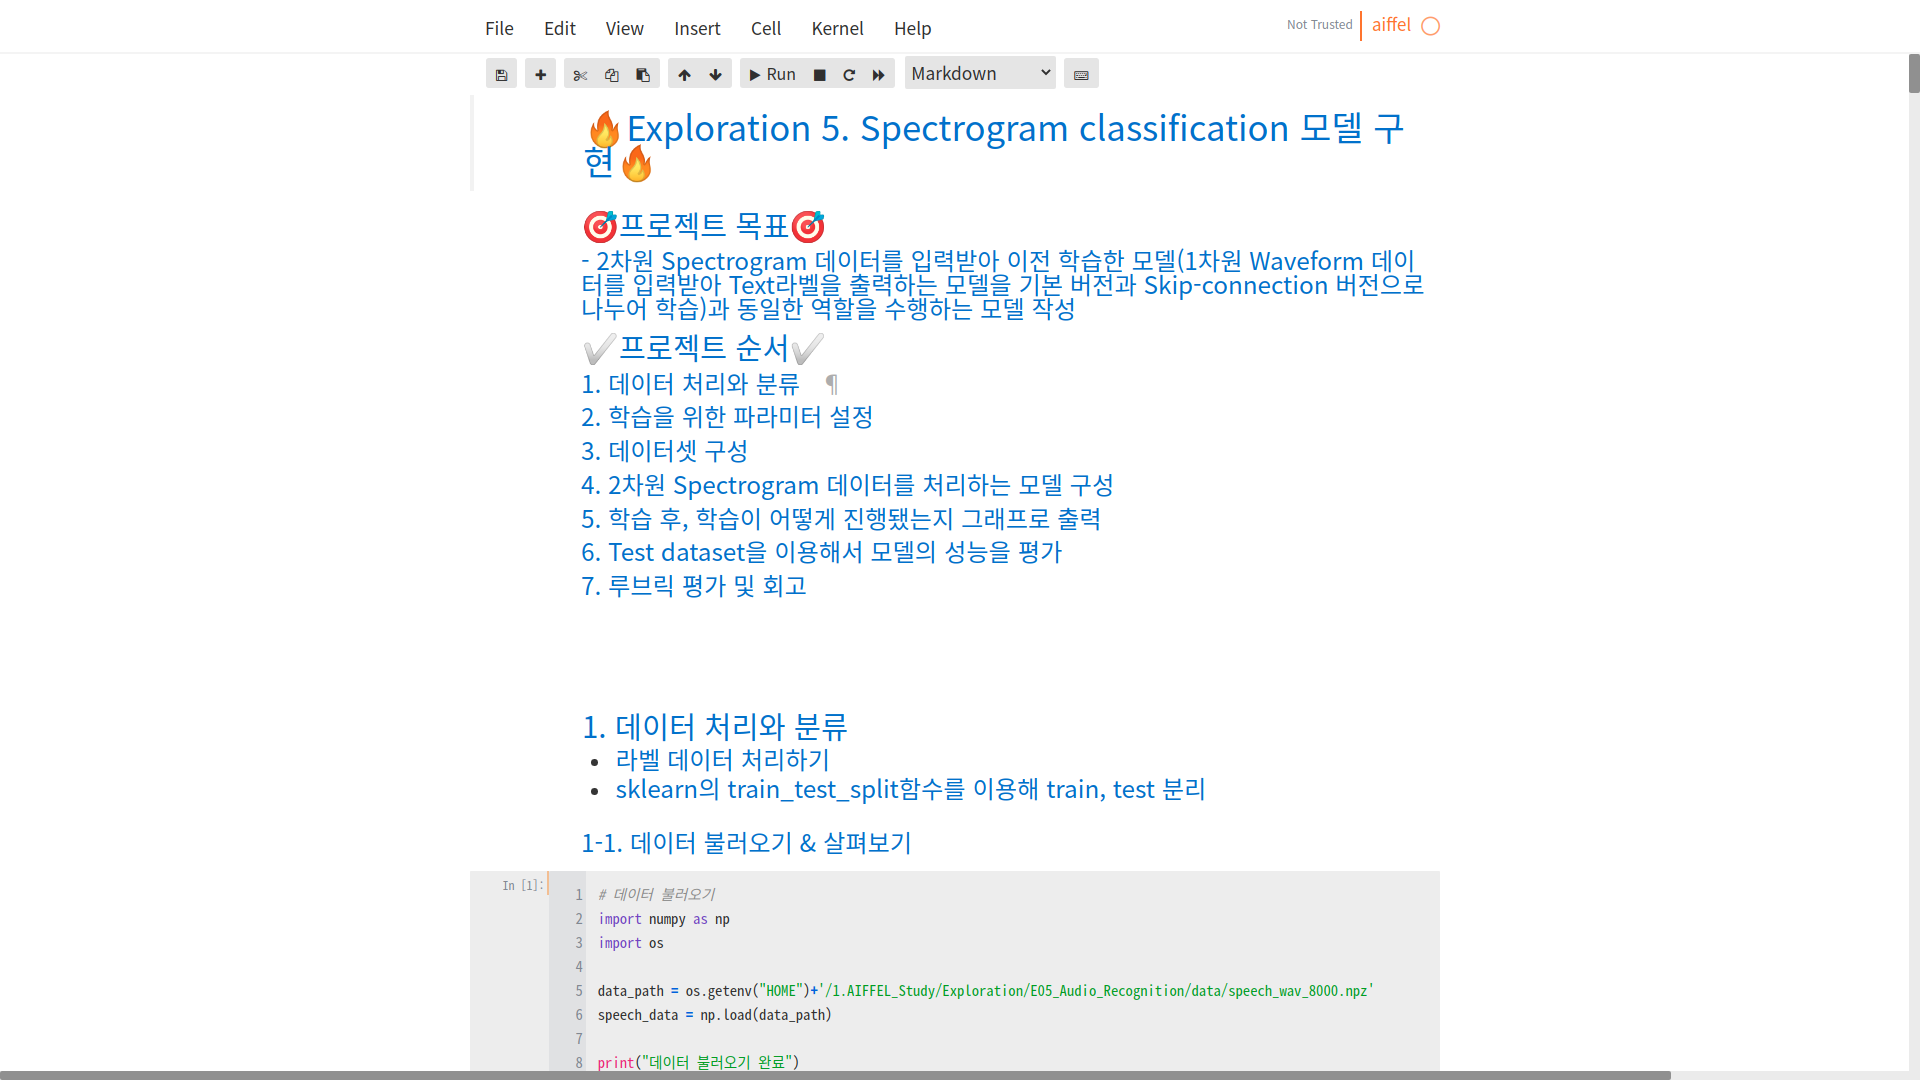 File Edit View Insert Cell Kernel Help
Not Trusted
aiffel
Run
Markdown
🔥Exploration 5. Spectrogram classification 모델 구
현🔥
🎯프로젝트 목표🎯
- 2차원 Spectrogram 데이터를 입력받아 이전 학습한 모델(1차원 Waveform 데이
터를 입력받아 Text라벨을 출력하는 모델을 기본 버전과 Skip-connection 버전으로
나누어 학습)과 동일한 역할을 수행하는 모델 작성
✔프로젝트 순서✔
1. 데이터 처리와 분류 ¶
2. 학습을 위한 파라미터 설정
3. 데이터셋 구성
4. 2차원 Spectrogram 데이터를 처리하는 모델 구성
5. 학습 후, 학습이 어떻게 진행됐는지 그래프로 출력
6. Test dataset을 이용해서 모델의 성능을 평가
7. 루브릭 평가 및 회고
1. 데이터 처리와 분류
• 라벨 데이터 처리하기
• sklearn의 train_test_split함수를 이용해 train, test 분리
1-1. 데이터 불러오기 & 살펴보기
In [1]:
1 # 데이터 불러오기
2 import numpy as np
3 import os
4
5 data_path = os.getenv("HOME")+'/1.AIFFEL_Study/Exploration/E05_Audio_Recognition/data/speech_wav_8000.npz'
6 speech_data = np.load(data_path)
7
8 print("데이터 불러오기 완료")